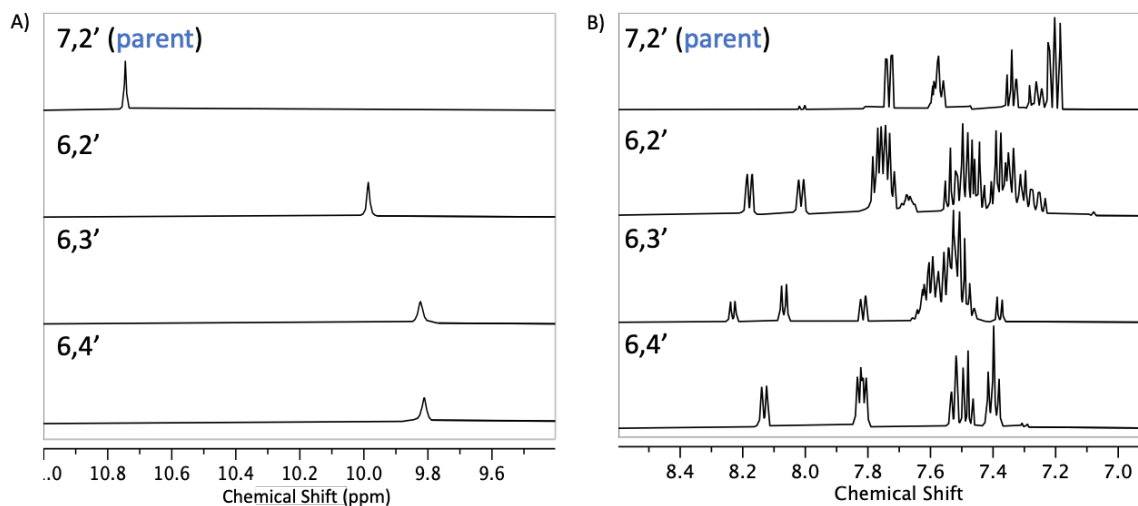 A)
7,2’ (parent)
6,2’
6,3’
6,4’
.0 10.8 10.6 10.4 10.2 10.0 9.8 9.6
Chemical Shift (ppm)
B)
7,2’ (parent)
6,2’
6,3’
6,4’
8.4 8.2 8.0 7.8 7.6 7.4 7.2 7.0
Chemical Shift